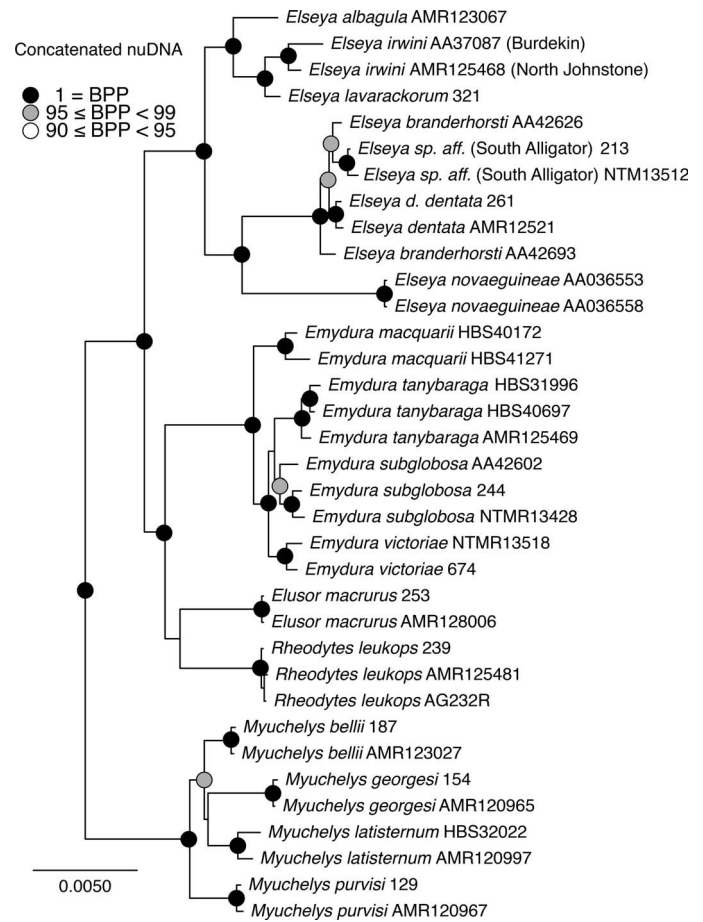 Concatenated nuDNA
1 = BPP
95 ≤ BPP < 99
90 ≤ BPP < 95
Elseya albagula AMR123067
Elseya irwini AA37087 (Burdekin)
Elseya irwini AMR125468 (North Johnstone)
Elseya lavarackorum 321
Elseya branderhorsti AA42626
Elseya sp. aff. (South Alligator) 213
Elseya sp. aff. (South Alligator) NTM13512
Elseya d. dentata 261
Elseya dentata AMR12521
Elseya branderhorsti AA42693
Elseya novaeguineae AA036553
Elseya novaeguineae AA036558
Emydura macquarii HBS40172
Emydura macquarii HBS41271
Emydura tanybaraga HBS31996
Emydura tanybaraga HBS40697
Emydura tanybaraga AMR125469
Emydura subglobosa AA42602
Emydura subglobosa 244
Emydura subglobosa NTMR13428
Emydura victoriae NTMR13518
Emydura victoriae 674
Elusor macrurus 253
Elusor macrurus AMR128006
Rheodytes leukops 239
Rheodytes leukops AMR125481
Rheodytes leukops AG232R
Myuchelys bellii 187
Myuchelys bellii AMR123027
Myuchelys georgesi 154
Myuchelys georgesi AMR120965
Myuchelys latisternum HBS32022
Myuchelys latisternum AMR120997
Myuchelys purvisi 129
Myuchelys purvisi AMR120967
0.0050